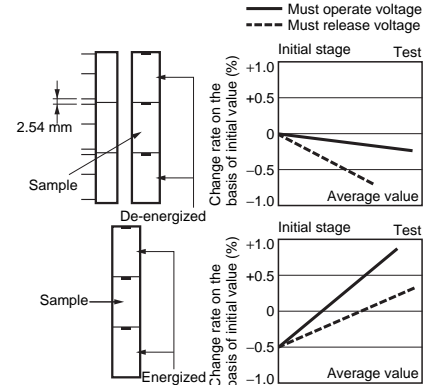 Must operate voltage
Must release voltage
Initial stage Test
Change rate on the
basis of initial value (%)
+1.0
+0.5
0
−0.5
−1.0
Average value
2.54 mm
Sample
De-energized
Initial stage Test
Change rate on the
basis of initial value (%)
+1.0
+0.5
0
−0.5
−1.0
Average value
Sample
Energized